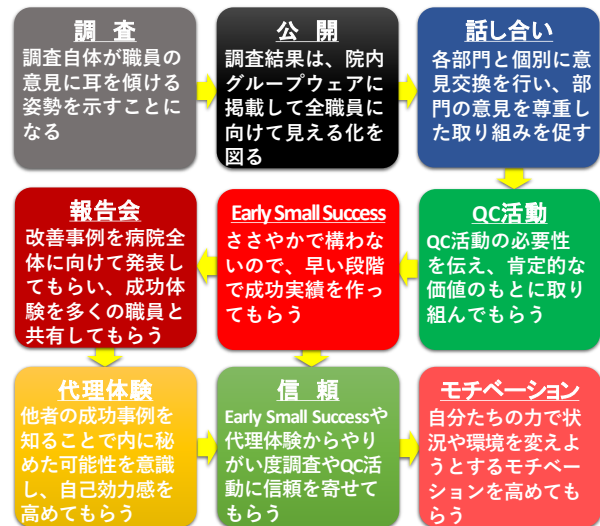 調 査
調査自体が職員の
意見に耳を傾ける
姿勢を示すことに
なる
公 開
調査結果は、院内
グループウェアに
掲載して全職員に
向けて見える化を
図る
話し合い
各部門と個別に意
見交換を行い、部
門の意見を尊重し
た取り組みを促す
QC活動
QC活動の必要性
を伝え、肯定的な
価値のもとに取り
組んでもらう
Early Small Success
ささやかで構わな
いので、早い段階
で成功実績を作っ
てもらう
報告会
改善事例を病院全
体に向けて発表し
てもらい、成功体
験を多くの職員と
共有してもらう
代理体験
他者の成功事例を
知ることで内に秘
めた可能性を意識
し、自己効力感を
高めてもらう
信 頼
Early Small Successや
代理体験からやり
がい度調査やQC活
動に信頼を寄せて
もらう
モチベーション
自分たちの力で状
況や環境を変えよ
うとするモチベー
ションを高めても
らう